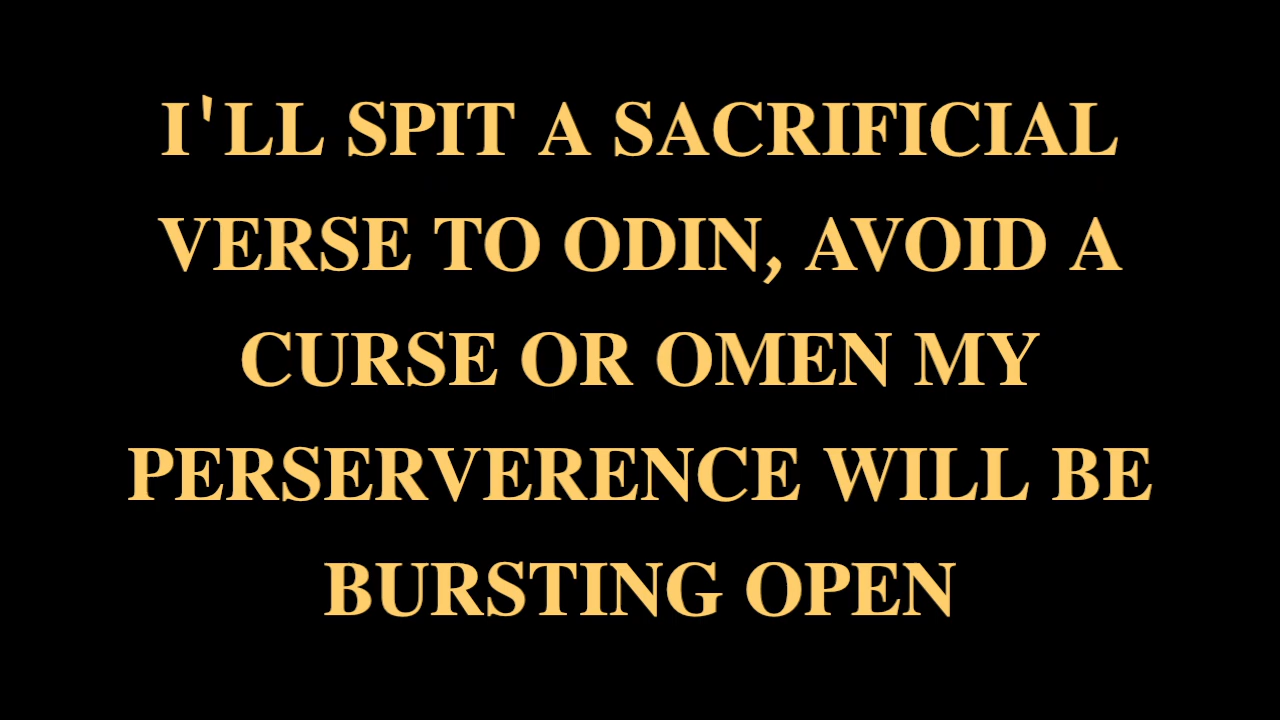 I'LL SPIT A SACRIFICIAL
VERSE TO ODIN, AVOID A
CURSE OR OMEN MY
PERSERVERENCE WILL BE
BURSTING OPEN